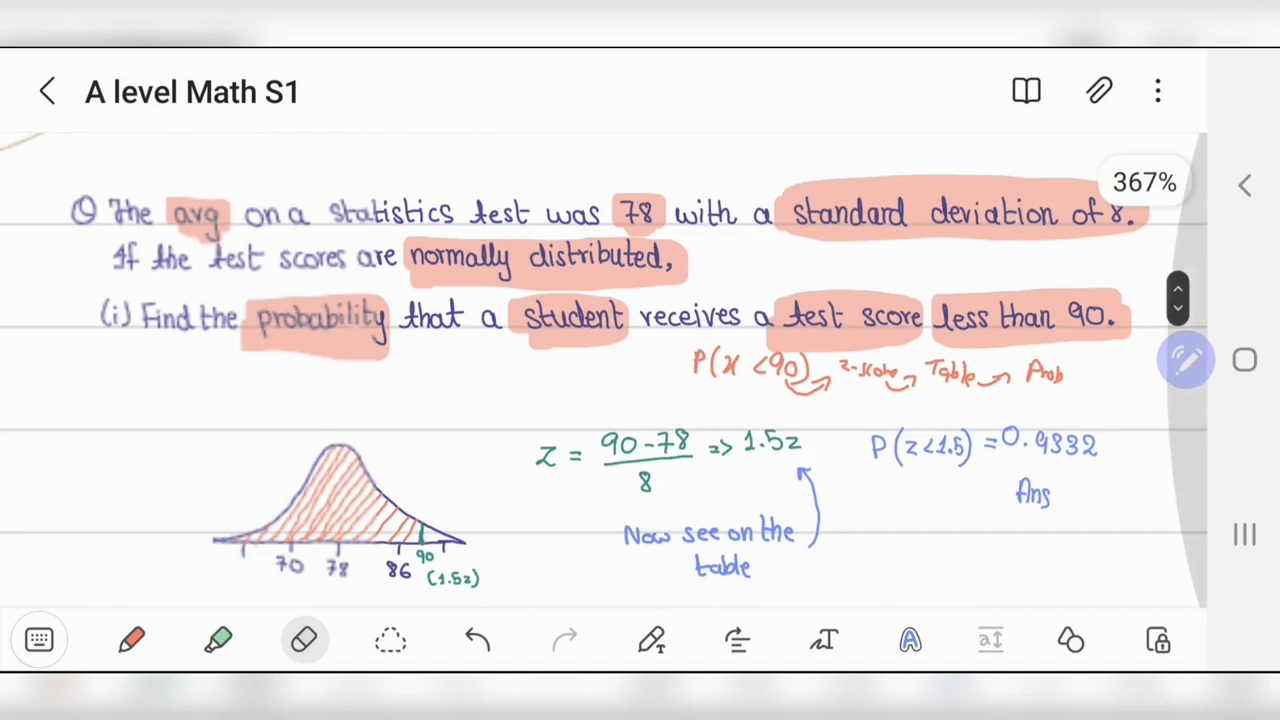 A level Math S1
367%
Q The avg on a statistics test was 78 with a standard deviation of 8.
If the test scores are normally distributed,
(i) Find the probability that a student receives a test score less than 90.
P(x < 90) z-score Table Prob
z = 90-78 / 8 => 1.5z
P(z<1.5) = 0.9332
Ans
Now see on the
table
70 78 86 90
(1.5z)
T
T
A
a